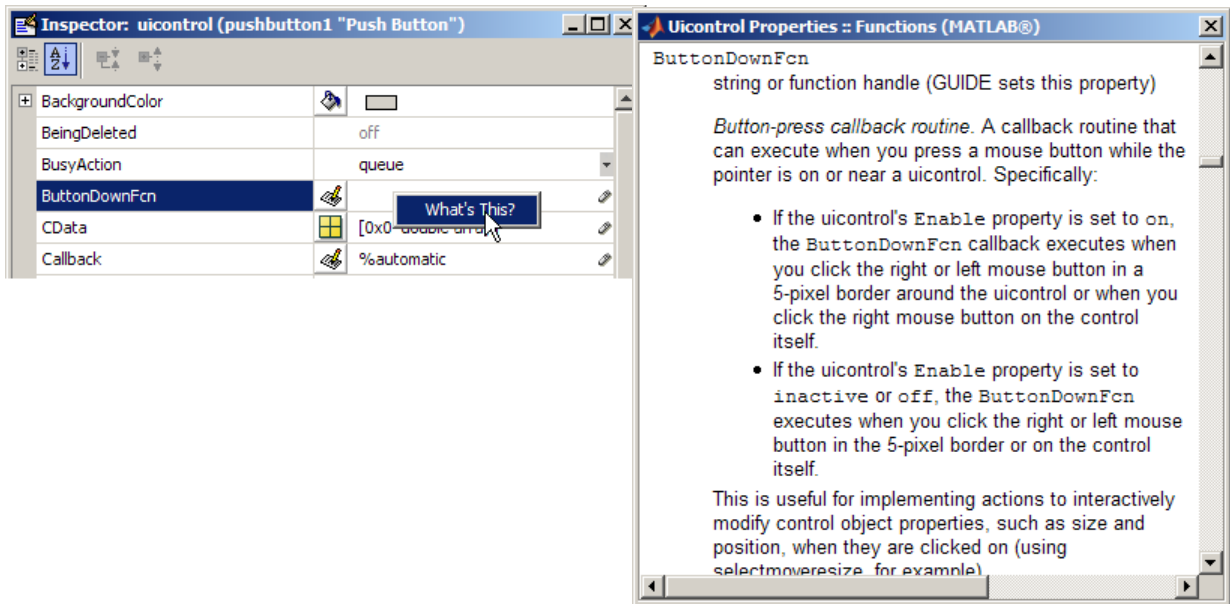 Inspector: uicontrol (pushbutton1 "Push Button")
BackgroundColor
BeingDeleted off
BusyAction queue
ButtonDownFcn
What's This?
CData [0x0 double array
Callback %automatic
Uicontrol Properties :: Functions (MATLAB®)
ButtonDownFcn
string or function handle (GUIDE sets this property)
Button-press callback routine. A callback routine that
can execute when you press a mouse button while the
pointer is on or near a uicontrol. Specifically:
• If the uicontrol's Enable property is set to on,
the ButtonDownFcn callback executes when
you click the right or left mouse button in a
5-pixel border around the uicontrol or when you
click the right mouse button on the control
itself.
• If the uicontrol's Enable property is set to
inactive or off, the ButtonDownFcn
executes when you click the right or left mouse
button in the 5-pixel border or on the control
itself.
This is useful for implementing actions to interactively
modify control object properties, such as size and
position, when they are clicked on (using
selectmoveresize, for example)